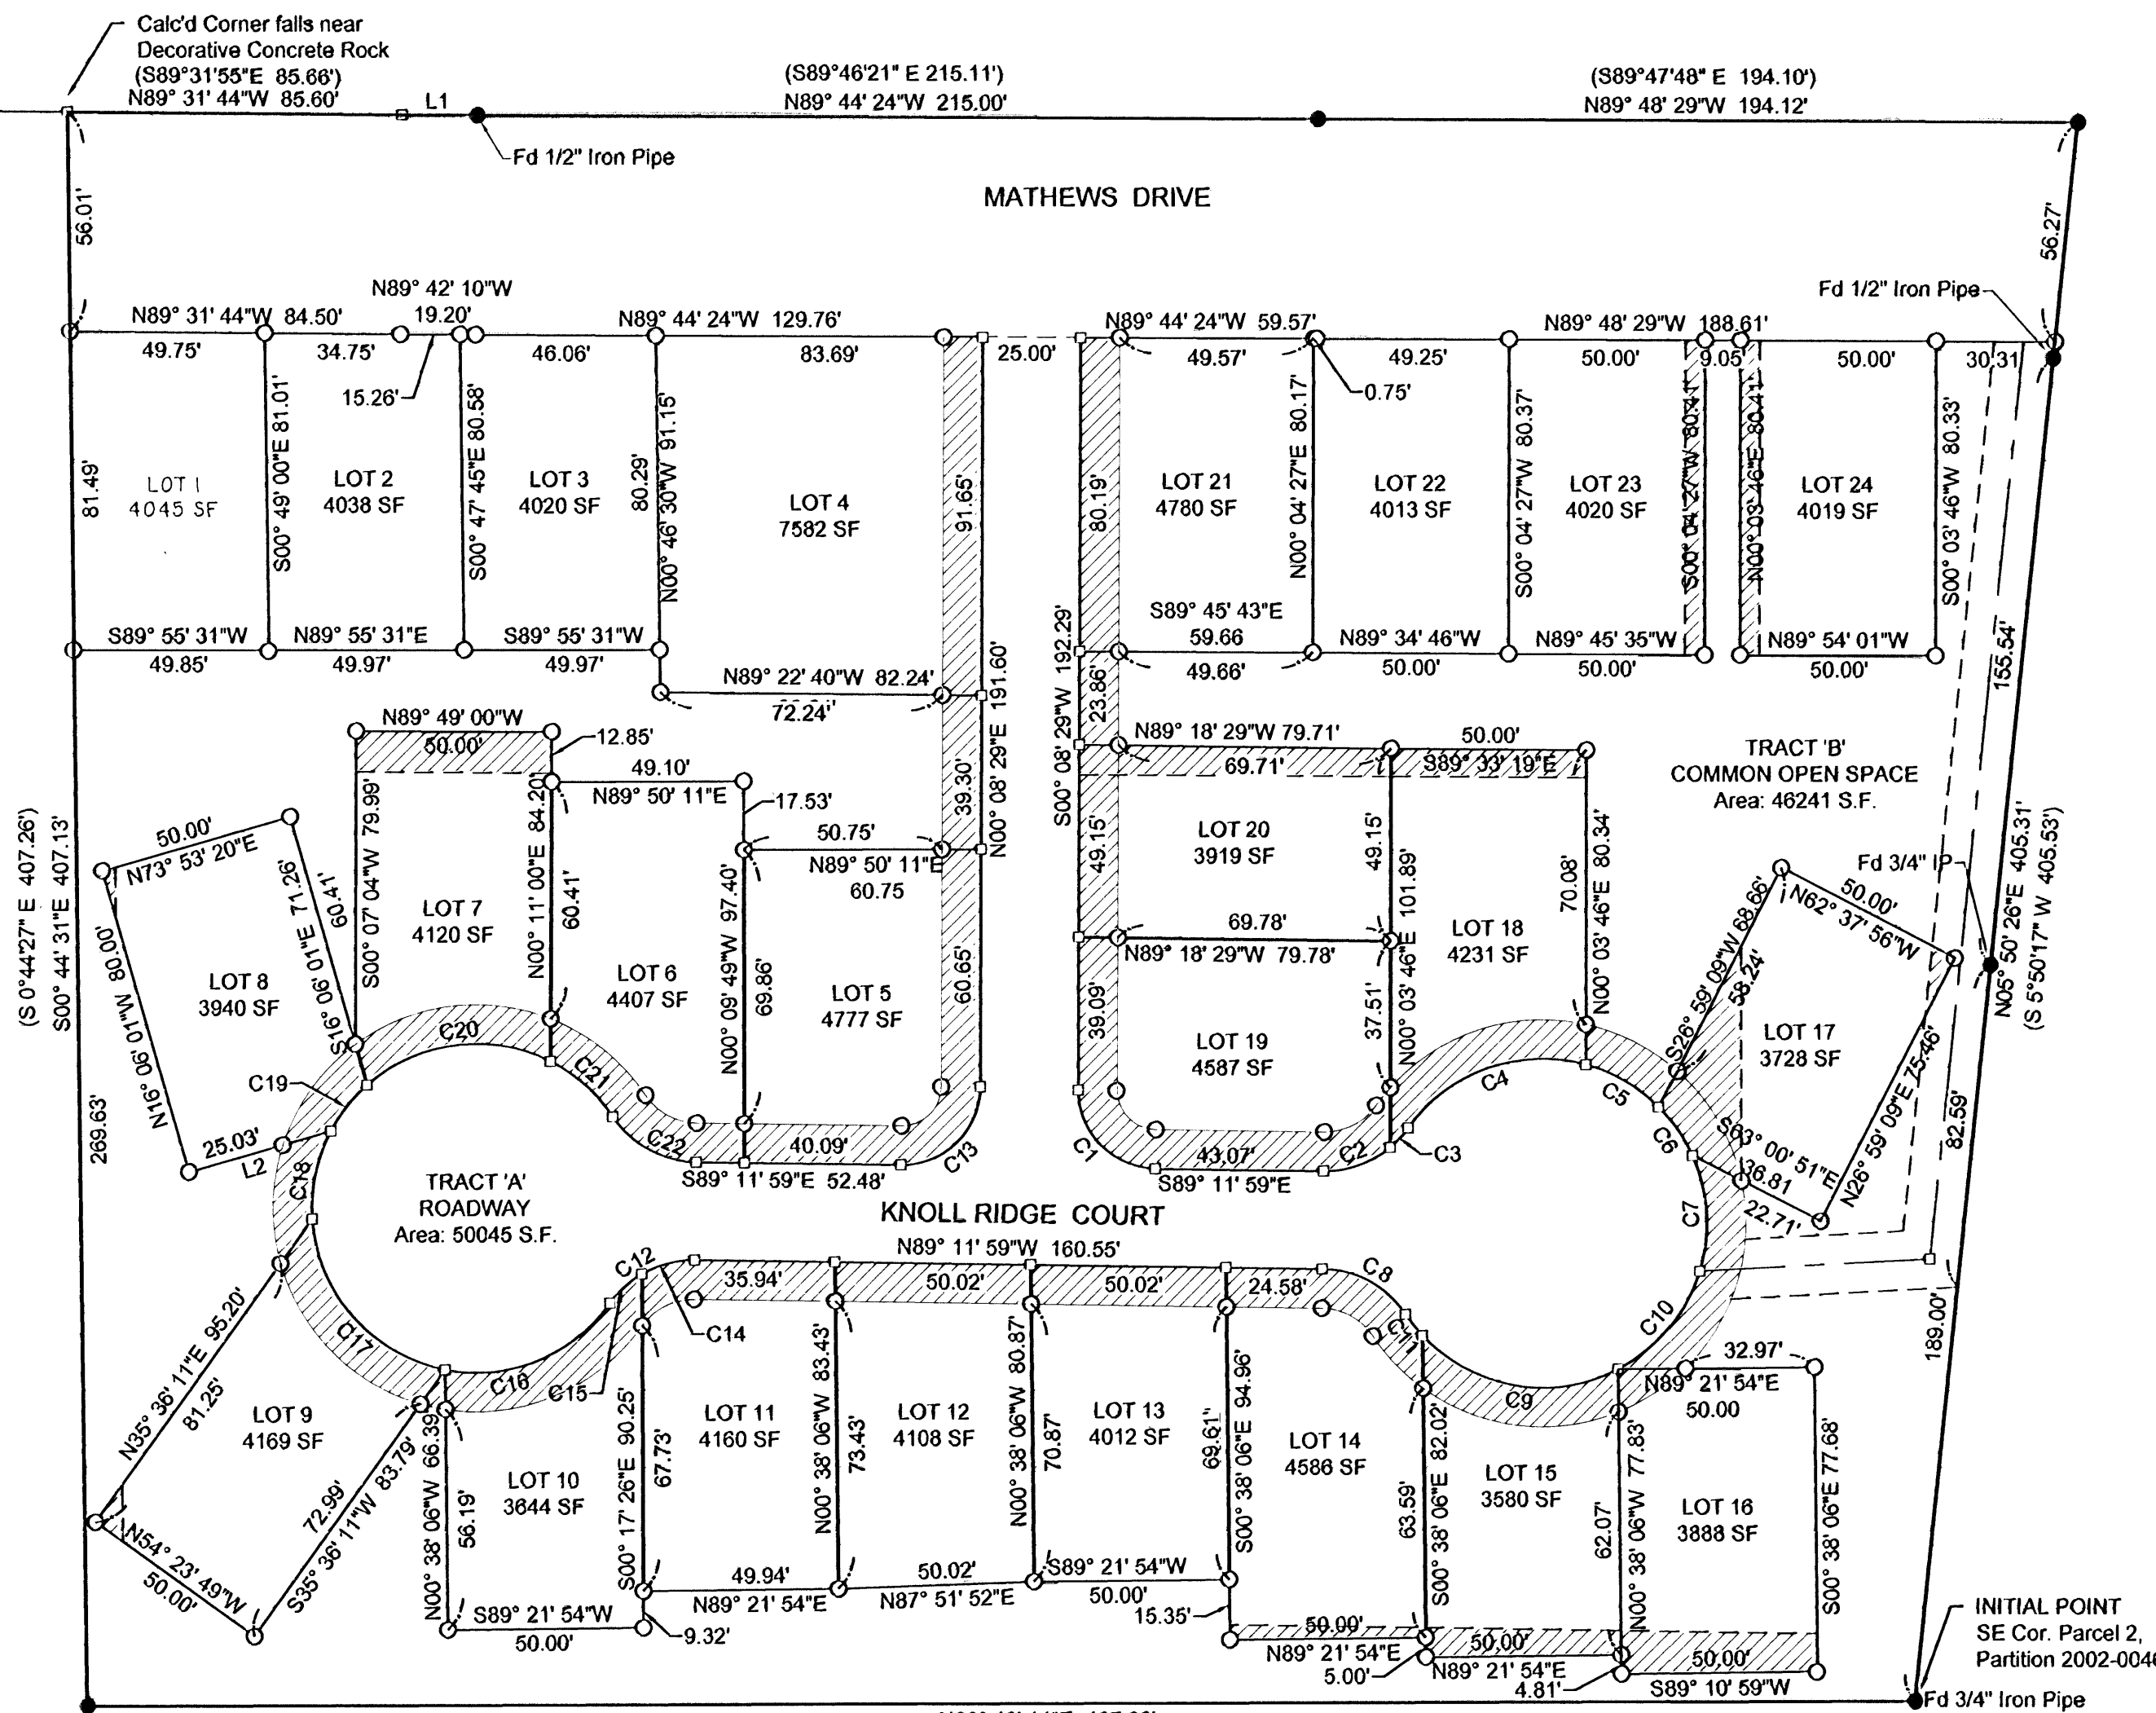 Calc'd Corner falls near
Decorative Concrete Rock
(S89°31'55"E 85.66')
N89° 31' 44"W 85.60'
L1
(S89°46'21" E 215.11')
N89° 44' 24"W 215.00'
(S89°47'48" E 194.10')
N89° 48' 29"W 194.12'
Fd 1/2" Iron Pipe
MATHEWS DRIVE
56.01'
56.27'
Fd 1/2" Iron Pipe
N89° 42' 10"W
19.20'
N89° 31' 44"W 84.50'
N89° 44' 24"W 129.76'
N89° 44' 24"W 59.57'
N89° 48' 29"W 188.61'
49.75'
34.75'
46.06'
83.69'
25.00'
49.57'
49.25'
50.00'
9.05'
50.00'
30.31
15.26'
0.75'
81.49'
LOT 1
4045 SF
S00° 49' 00"E 81.01'
LOT 2
4038 SF
S00° 47' 45"E 80.58'
LOT 3
4020 SF
80.29'
N00° 46' 30"W 91.15'
LOT 4
7582 SF
91.65'
80.19'
LOT 21
4780 SF
N00° 04' 27"E 80.17'
LOT 22
4013 SF
S00° 04' 27"W 80.37'
LOT 23
4020 SF
S00° 04' 27"W 80.41'
N00° 03' 46"E 80.41'
LOT 24
4019 SF
S00° 03' 46"W 80.33'
S89° 55' 31"W
49.85'
N89° 55' 31"E
49.97'
S89° 55' 31"W
49.97'
N89° 22' 40"W 82.24'
72.24'
N00° 08' 29"E 191.60'
S00° 08' 29"W 192.29'
23.86'
S89° 45' 43"E
59.66
49.66'
N89° 34' 46"W
50.00'
N89° 45' 35"W
50.00'
N89° 54' 01"W
50.00'
155.54'
N89° 49' 00"W
50.00'
12.85'
49.10'
N89° 50' 11"E
17.53'
50.75'
N89° 50' 11"E
60.75
39.30'
N89° 18' 29"W 79.71'
69.71'
50.00'
S89° 33' 19"E
TRACT 'B'
COMMON OPEN SPACE
Area: 46241 S.F.
(S 0°44'27" E 407.26')
S00° 44' 31"E 407.13'
50.00'
N73° 53' 20"E
N16° 06' 01"W 80.00'
LOT 8
3940 SF
60.41'
S16° 06' 01"E 71.26'
S00° 07' 04"W 79.99'
LOT 7
4120 SF
N00° 11' 00"E 84.20'
60.41'
LOT 6
4407 SF
N00° 09' 49"W 97.40'
69.86'
LOT 5
4777 SF
60.65'
49.15'
LOT 20
3919 SF
49.15'
69.78'
N89° 18' 29"W 79.78'
39.09'
LOT 19
4587 SF
37.51'
N00° 03' 46"E 101.89'
LOT 18
4231 SF
70.08'
N00° 03' 46"E 80.34'
Fd 3/4" IP
N05° 50' 26"E 405.31'
(S 5°50'17" W 405.53')
50.00'
N62° 37' 56"W
S26° 59' 09"W 68.66'
58.24'
LOT 17
3728 SF
N26° 59' 09"E 75.46'
82.59'
S63° 00' 51"E
36.81
22.71'
269.63'
25.03'
L2
C19
C20
C21
C22
C18
40.09'
S89° 11' 59"E 52.48'
C13
C1
43.07'
S89° 11' 59"E
C2
C3
C4
C5
C6
C7
TRACT 'A'
ROADWAY
Area: 50045 S.F.
KNOLL RIDGE COURT
N89° 11' 59"W 160.55'
C12
35.94'
50.02'
50.02'
24.58'
C8
C14
C15
C16
C17
C11
C9
C10
189.00'
N35° 36' 11"E 95.20'
81.25'
LOT 9
4169 SF
72.99'
S35° 36' 11"W 83.79'
N54° 23' 49"W
50.00'
N00° 38' 06"W 66.39'
56.19'
LOT 10
3644 SF
S89° 21' 54"W
50.00'
S00° 17' 26"E 90.25'
67.73'
9.32'
LOT 11
4160 SF
49.94'
N89° 21' 54"E
N00° 38' 06"W 83.43'
73.43'
LOT 12
4108 SF
50.02'
N87° 51' 52"E
N00° 38' 06"W 80.87'
70.87'
LOT 13
4012 SF
S89° 21' 54"W
50.00'
69.61'
S00° 38' 06"E 94.96'
15.35'
LOT 14
4586 SF
50.00'
N89° 21' 54"E
5.00'
63.59'
S00° 38' 06"E 82.02'
LOT 15
3580 SF
50.00'
N89° 21' 54"E
4.81'
62.07'
N00° 38' 06"W 77.83'
32.97'
N89° 21' 54"E
50.00
LOT 16
3888 SF
S00° 38' 06"E 77.68'
50.00'
S89° 10' 59"W
INITIAL POINT
SE Cor. Parcel 2,
Partition 2002-0046
Fd 3/4" Iron Pipe